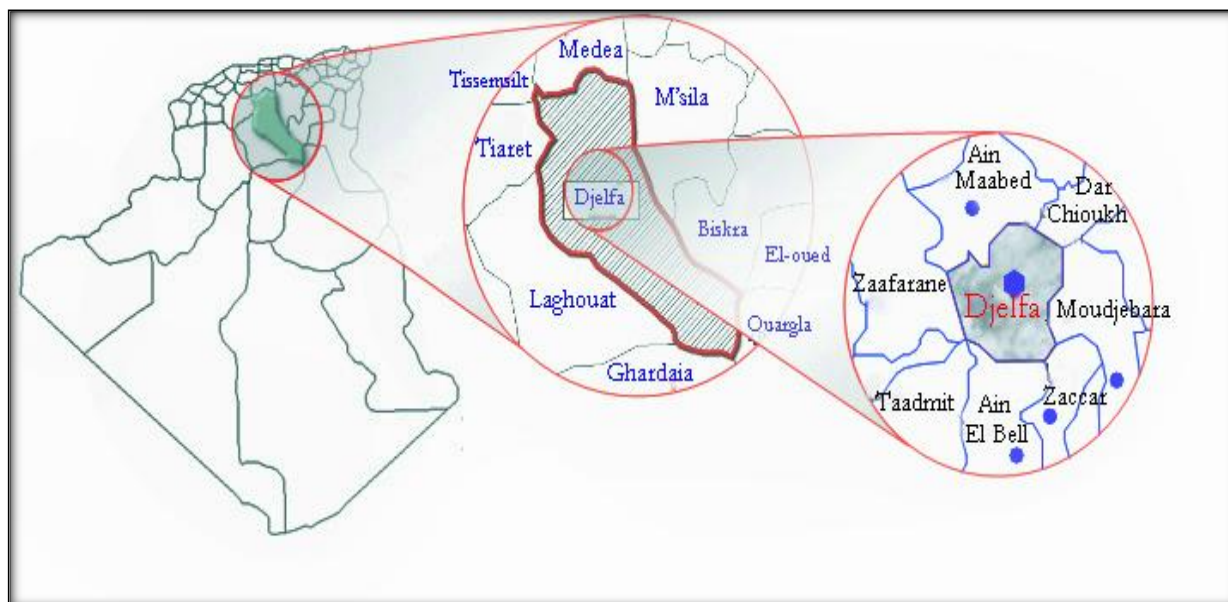 Medea
Tissemsilt
M'sila
Tiaret
Djelfa
Biskra
El-oued
Laghouat
Ouargla
Ghardaia
Ain
Maabed
Dar
Chioukh
Zaafarane
Djelfa
Moudjebara
Taadmit
Ain
El Bell
Zaccar